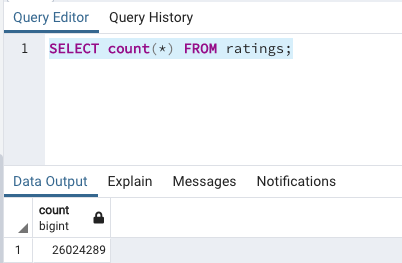 Query Editor Query History
1 SELECT count(*) FROM ratings;
Data Output Explain Messages Notifications
count
bigint
1 26024289